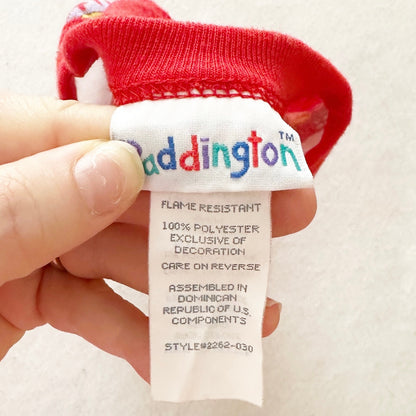 Paddington™
FLAME RESISTANT
100% POLYESTER
EXCLUSIVE OF
DECORATION
CARE ON REVERSE
ASSEMBLED IN
DOMINICAN
REPUBLIC OF U.S.
COMPONENTS
STYLE#2262-030